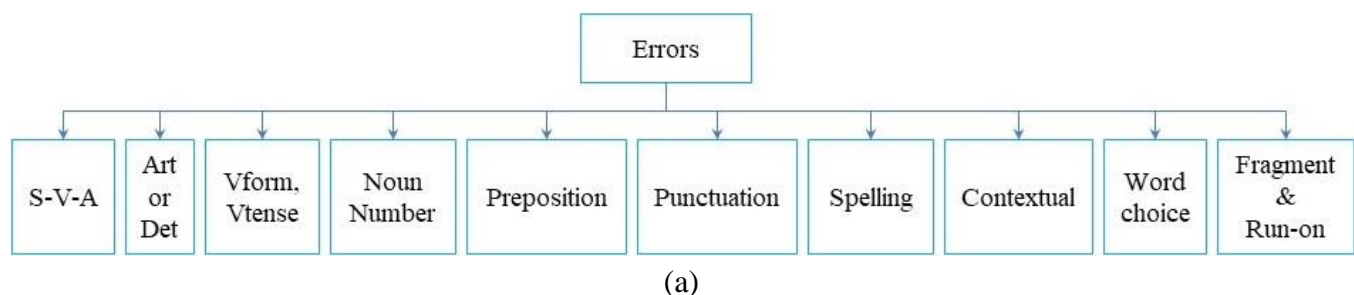 Errors
S-V-A
Art
or
Det
Vform,
Vtense
Noun
Number
Preposition
Punctuation
Spelling
Contextual
Word
choice
Fragment
&
Run-on
(a)